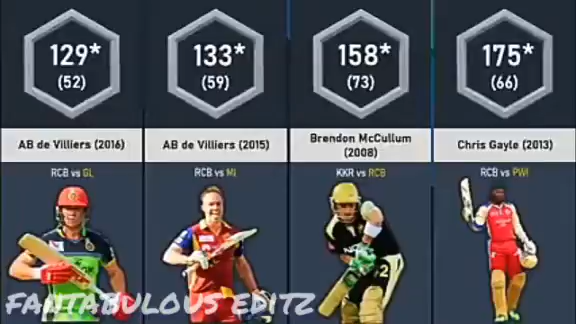 129*
(52)
AB de Villiers (2016)
RCB vs GL
133*
(59)
AB de Villiers (2015)
RCB vs MI
158*
(73)
Brendon McCullum
(2008)
KKR vs RCB
175*
(66)
Chris Gayle (2013)
RCB vs PWI
2
FANTABULOUS EDITZ